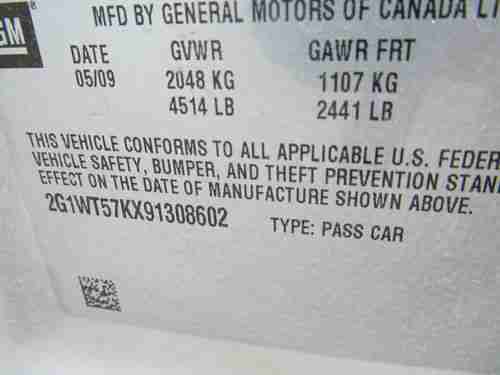 GM®
MFD BY GENERAL MOTORS OF CANADA LT
DATE GVWR GAWR FRT
05/09 2048 KG 1107 KG
4514 LB 2441 LB
THIS VEHICLE CONFORMS TO ALL APPLICABLE U.S. FEDER
VEHICLE SAFETY, BUMPER, AND THEFT PREVENTION STAN
EFFECT ON THE DATE OF MANUFACTURE SHOWN ABOVE.
2G1WT57KX91308602 TYPE: PASS CAR